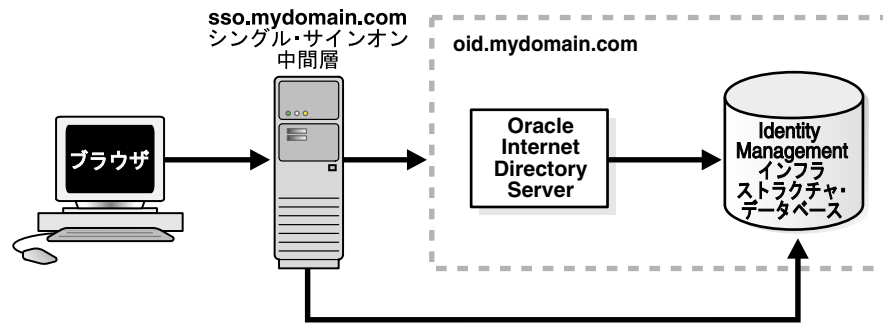 sso.mydomain.com
シングル・サインオン
中間層
oid.mydomain.com
ブラウザ
Oracle
Internet
Directory
Server
Identity
Management
インフラ
ストラクチャ・
データベース